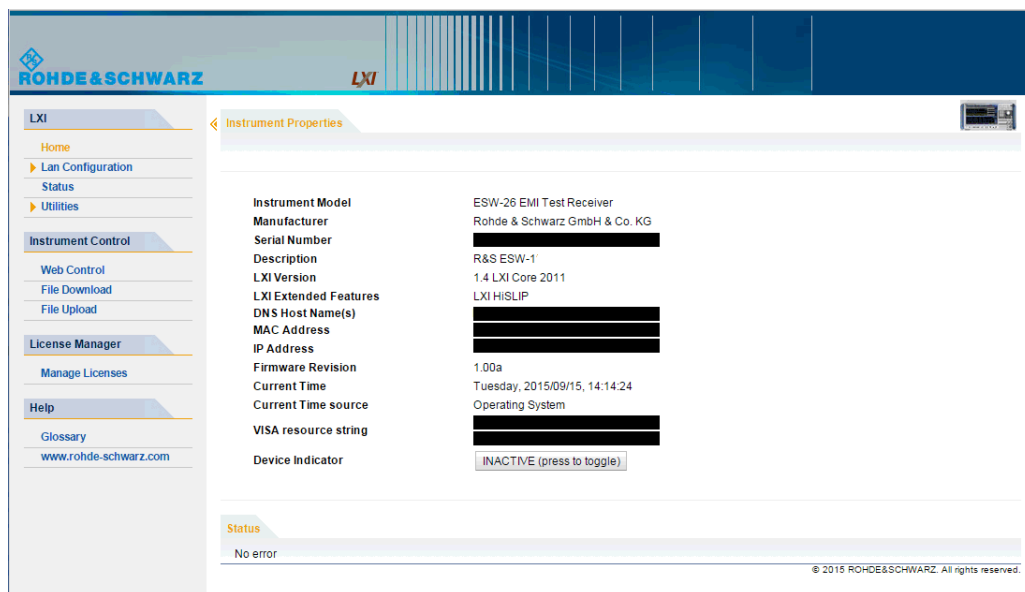 ROHDE&SCHWARZ
LXI
LXI
Home
Lan Configuration
Status
Utilities
Instrument Control
Web Control
File Download
File Upload
License Manager
Manage Licenses
Help
Glossary
www.rohde-schwarz.com
Instrument Properties
Instrument Model ESW-26 EMI Test Receiver
Manufacturer Rohde & Schwarz GmbH & Co. KG
Serial Number
Description R&S ESW-1
LXI Version 1.4 LXI Core 2011
LXI Extended Features LXI HiSLIP
DNS Host Name(s)
MAC Address
IP Address
Firmware Revision 1.00a
Current Time Tuesday, 2015/09/15, 14:14:24
Current Time source Operating System
VISA resource string
Device Indicator INACTIVE (press to toggle)
Status
No error
© 2015 ROHDE&SCHWARZ. All rights reserved.